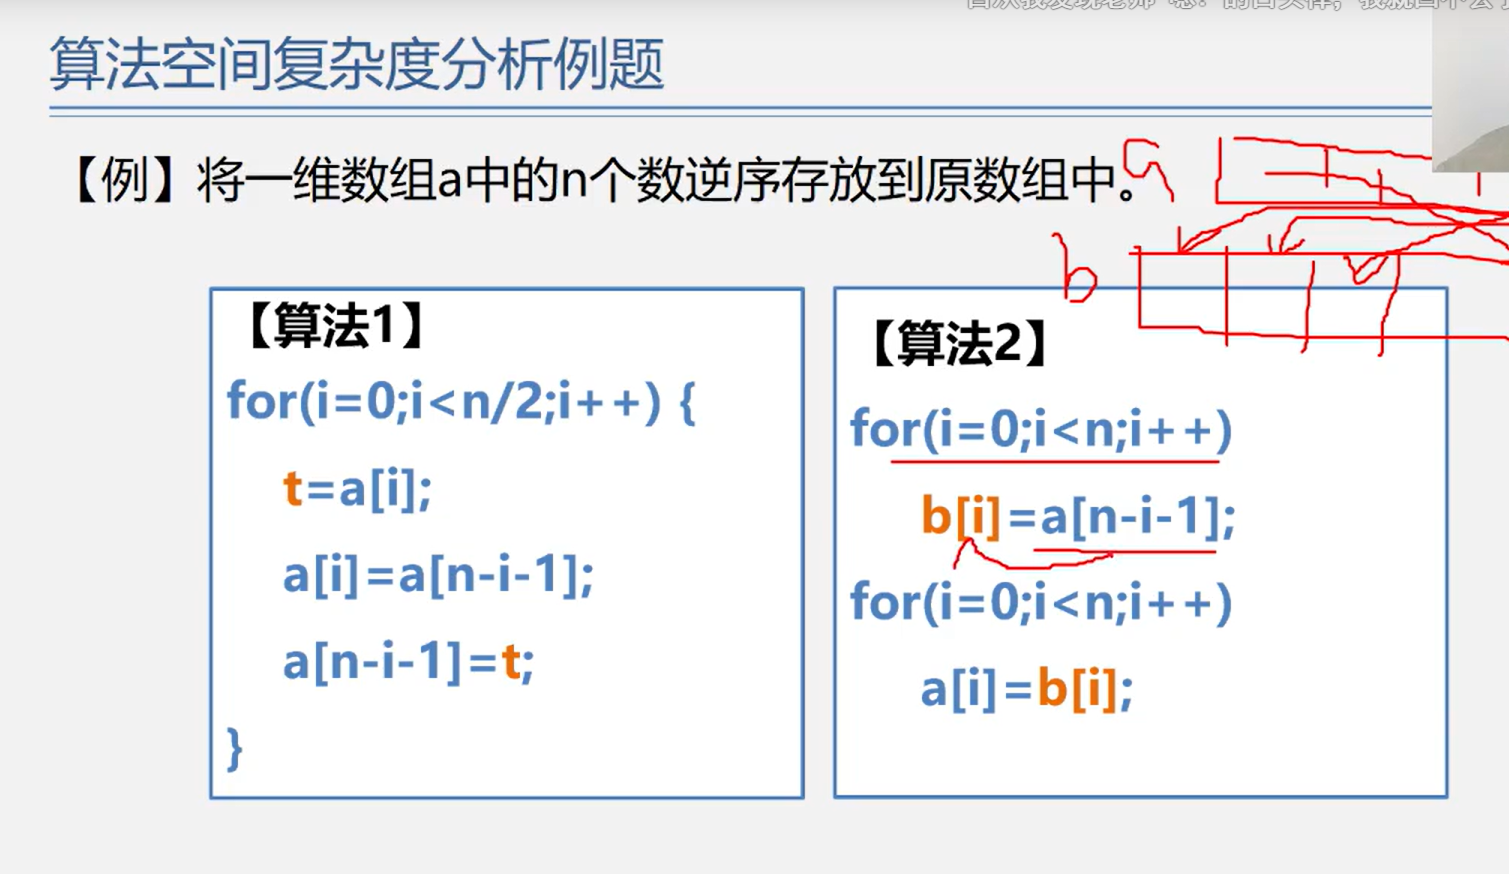 算法空间复杂度分析例题
【例】将一维数组a中的n个数逆序存放到原数组中。
a
b
【算法1】
for(i=0;i<n/2;i++) {
t=a[i];
a[i]=a[n-i-1];
a[n-i-1]=t;
}
【算法2】
for(i=0;i<n;i++)
b[i]=a[n-i-1];
for(i=0;i<n;i++)
a[i]=b[i];